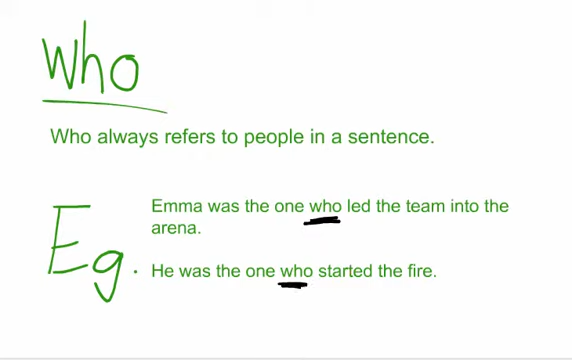 Who
Who always refers to people in a sentence.
Eg.
Emma was the one who led the team into the
arena.
He was the one who started the fire.